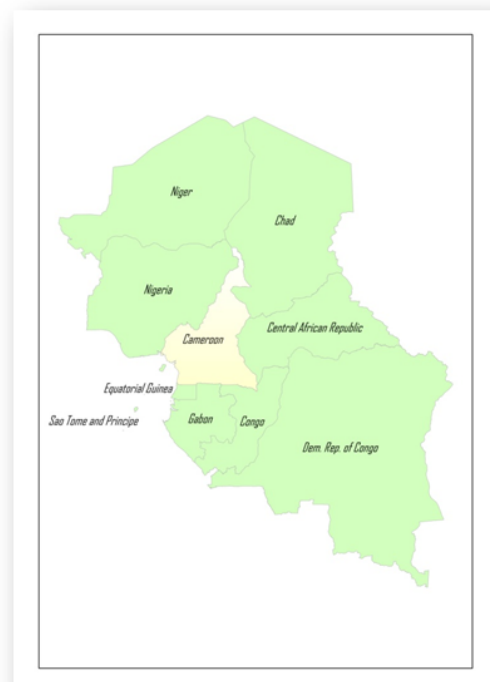 Niger
Chad
Nigeria
Central African Republic
Cameroon
Equatorial Guinea
Gabon
Congo
Sao Tome and Principe
Dem. Rep. of Congo